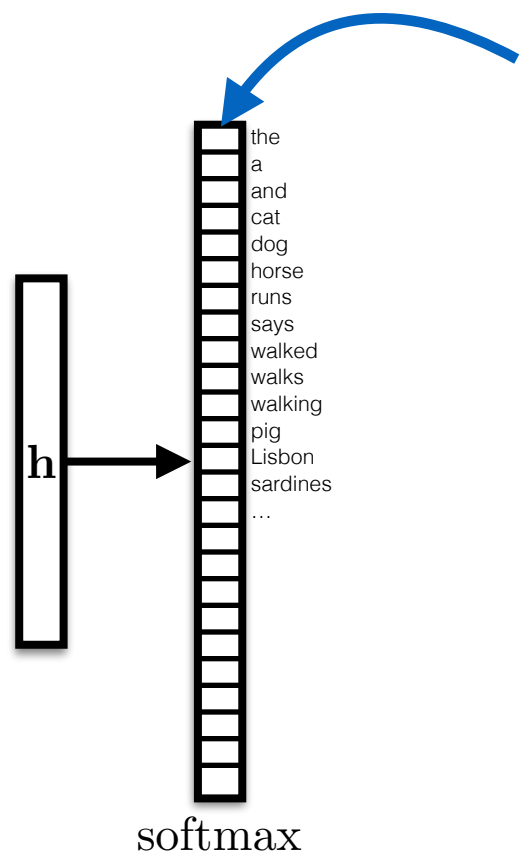 the
a
and
cat
dog
horse
runs
says
walked
walks
walking
pig
Lisbon
sardines
…
h
softmax